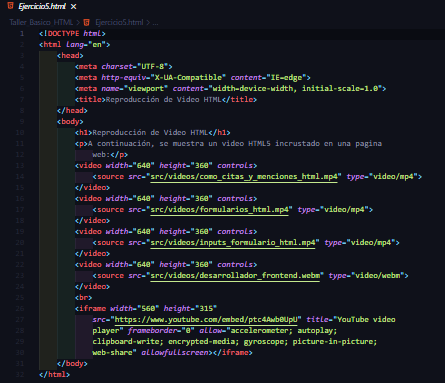 Ejercicio5.html ×
Taller_Basico_HTML > Ejercicio5.html > ...
1 <!DOCTYPE html>
2 <html lang="en">
3 <head>
4 <meta charset="UTF-8">
5 <meta http-equiv="X-UA-Compatible" content="IE=edge">
6 <meta name="viewport" content="width=device-width, initial-scale=1.0">
7 <title>Reproducción de Video HTML</title>
8 </head>
9 <body>
10 <h1>Reproducción de Video HTML</h1>
11 <p>A continuación, se muestra un video HTML5 incrustado en una pagina
12 web:</p>
13 <video width="640" height="360" controls>
14 <source src="src/videos/como_citas_y_menciones_html.mp4" type="video/mp4">
15 </video>
16 <video width="640" height="360" controls>
17 <source src="src/videos/formularios_html.mp4" type="video/mp4">
18 </video>
19 <video width="640" height="360" controls>
20 <source src="src/videos/inputs_formulario_html.mp4" type="video/mp4">
21 </video>
22 <video width="640" height="360" controls>
23 <source src="src/videos/desarrollador_frontend.webm" type="video/webm">
24 </video>
25 <br>
26 <iframe width="560" height="315"
27 src="https://www.youtube.com/embed/ptc4Awb0UpU" title="YouTube video
28 player" frameborder="0" allow="accelerometer; autoplay;
29 clipboard-write; encrypted-media; gyroscope; picture-in-picture;
30 web-share" allowfullscreen></iframe>
31 </body>
32 </html>